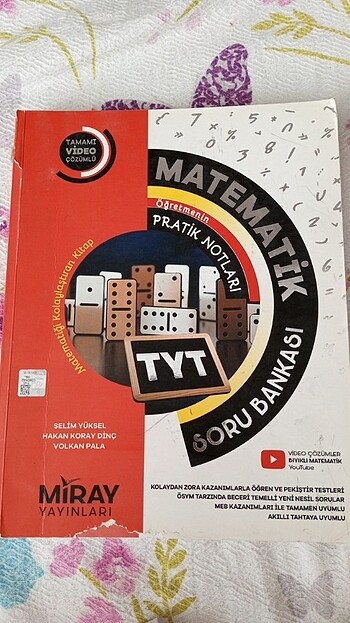 TAMAMI
VİDEO
ÇÖZÜMLÜ
MATEMATİK
Öğretmenin
PRATİK NOTLARI
Matematiği Kolaylaştıran Kitap
TYT
SORU BANKASI
SELİM YÜKSEL
HAKAN KORAY DİNÇ
VOLKAN PALA
VİDEO ÇÖZÜMLER
BIYIKLI MATEMATİK
YouTube
MİRAY
YAYINLARI
KOLAYDAN ZORA KAZANIMLARLA ÖĞREN VE PEKİŞTİR TESTLERİ
ÖSYM TARZINDA BECERİ TEMELLİ YENİ NESİL SORULAR
MEB KAZANIMLARI İLE TAMAMEN UYUMLU
AKILLI TAHTAYA UYUMLU